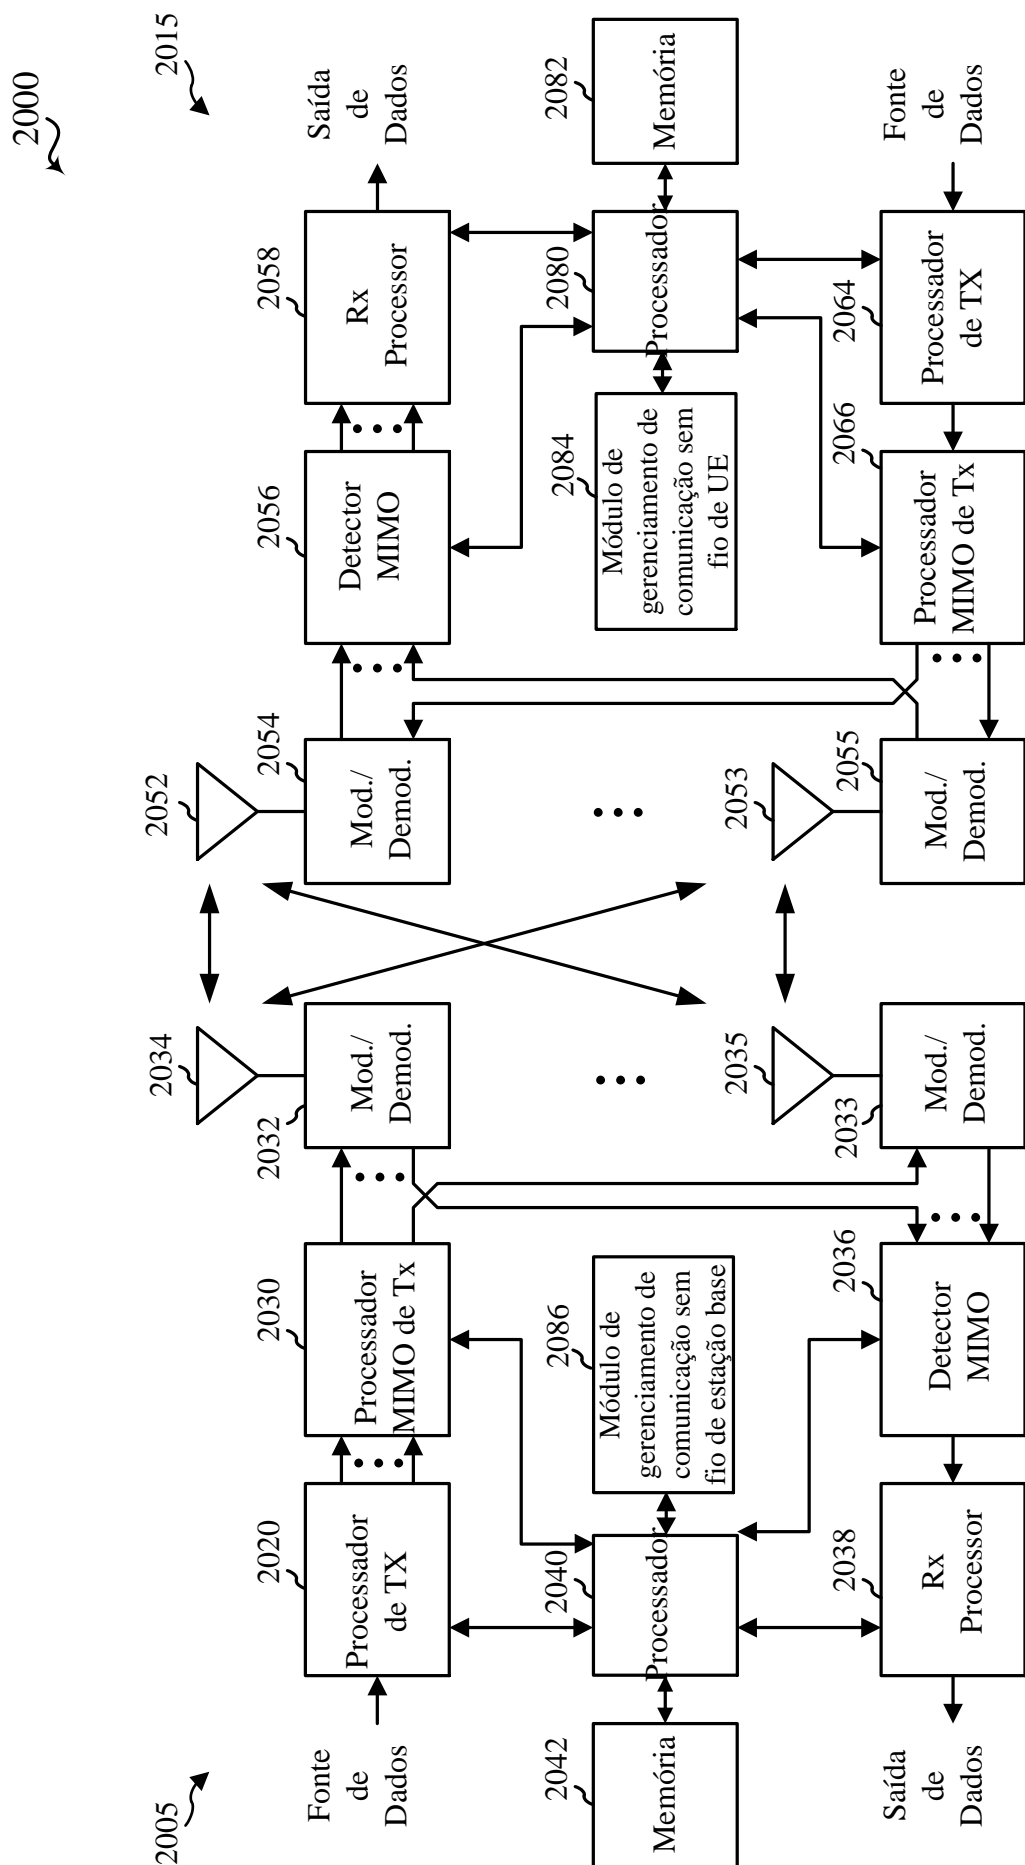 2000
2005
2015
Fonte
de
Dados
2020
Processador
de TX
2030
Processador
MIMO de Tx
2032
Mod./
Demod.
2034
2052
2054
Mod./
Demod.
2056
Detector
MIMO
2058
Rx
Processor
Saída
de
Dados
2042
Memória
2040
Processador
2086
Módulo de
gerenciamento de
comunicação sem
fio de estação base
2084
Módulo de
gerenciamento de
comunicação sem
fio de UE
2080
Processador
2082
Memória
Saída
de
Dados
2038
Rx
Processor
2036
Detector
MIMO
2033
Mod./
Demod.
2035
2053
2055
Mod./
Demod.
2066
Processador
MIMO de Tx
2064
Processador
de TX
Fonte
de
Dados